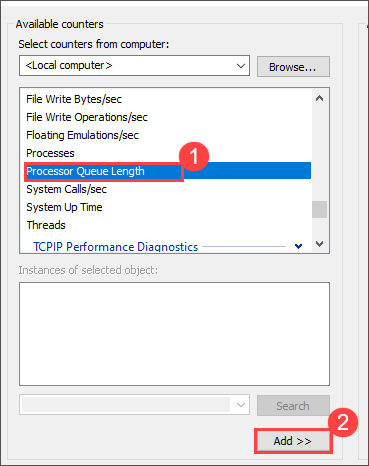 Available counters
Select counters from computer:
<Local computer>
Browse...
File Write Bytes/sec
File Write Operations/sec
Floating Emulations/sec
Processes
1
Processor Queue Length
System Calls/sec
System Up Time
Threads
TCPIP Performance Diagnostics
Instances of selected object:
Search
2
Add >>